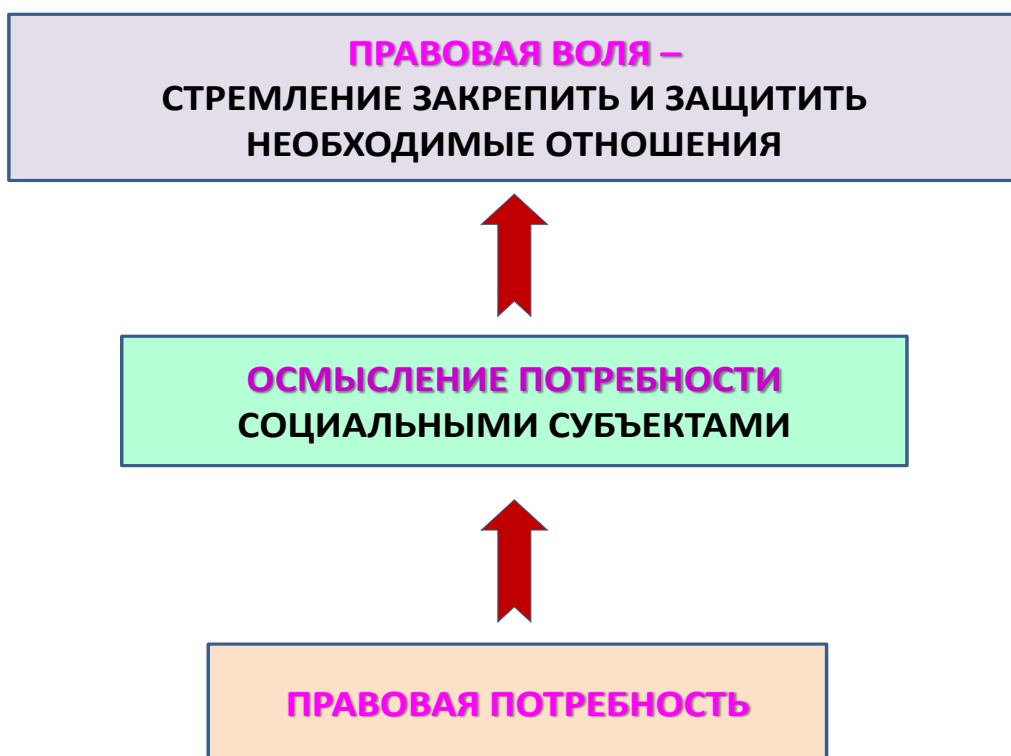 ПРАВОВАЯ ВОЛЯ –
СТРЕМЛЕНИЕ ЗАКРЕПИТЬ И ЗАЩИТИТЬ
НЕОБХОДИМЫЕ ОТНОШЕНИЯ
ОСМЫСЛЕНИЕ ПОТРЕБНОСТИ
СОЦИАЛЬНЫМИ СУБЪЕКТАМИ
ПРАВОВАЯ ПОТРЕБНОСТЬ